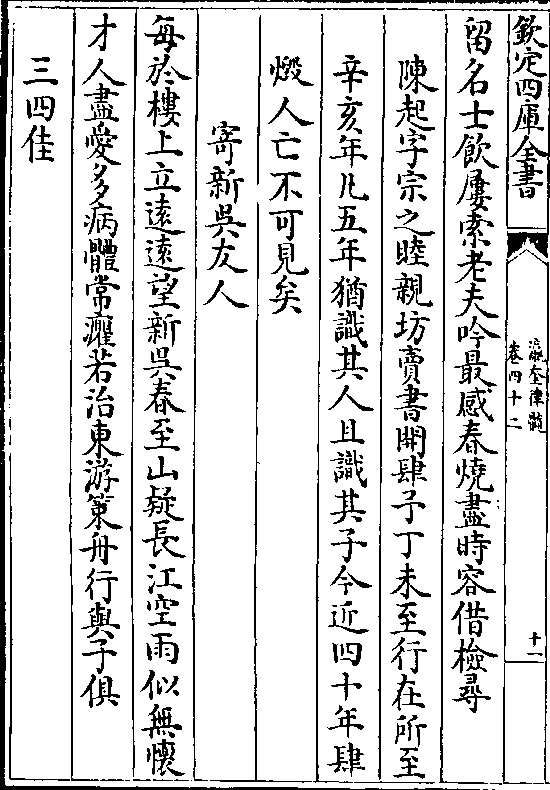 欽定四庫全書
瀛奎律髓
卷四十二
十一
留名士飲屢索老夫吟最感春燒盡時容借檢尋
陳起字宗之睦親坊賣書開肆予丁未至行在所至
辛亥年凡五年猶識其人且識其子今近四十年肆
燬人亡不可見矣
寄新吳友人
每於樓上立逺逺望新吳春至山疑長江空雨似無懷
才人盡愛多病體常癯若治東游䇿舟行與子俱
三四佳